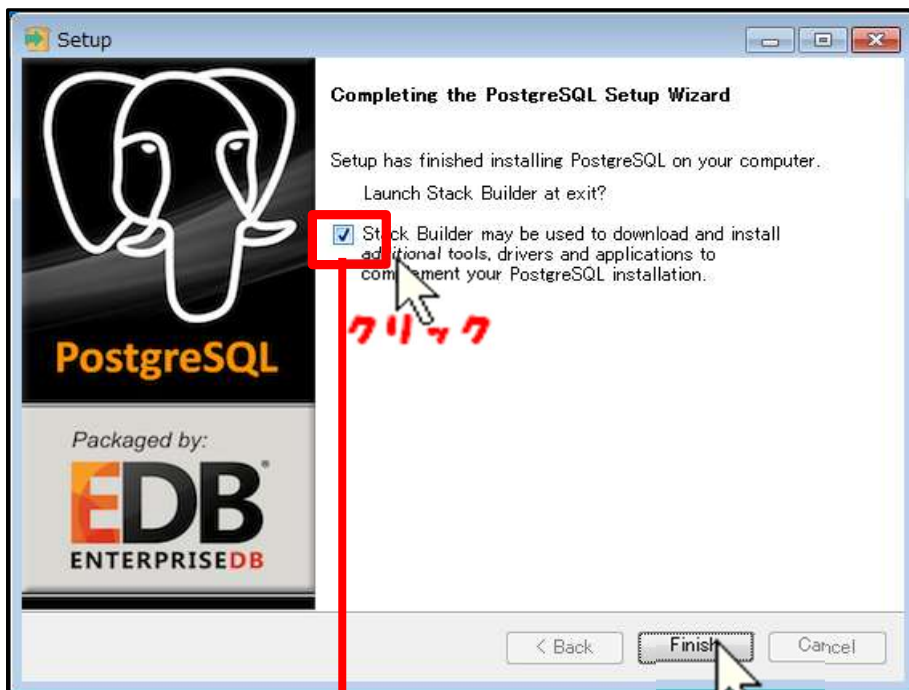 Setup
Completing the PostgreSQL Setup Wizard
Setup has finished installing PostgreSQL on your computer.
Launch Stack Builder at exit?
Stack Builder may be used to download and install
additional tools, drivers and applications to
complement your PostgreSQL installation.
クリック
PostgreSQL
Packaged by:
EDB
ENTERPRISEDB
< Back
Finish
Cancel